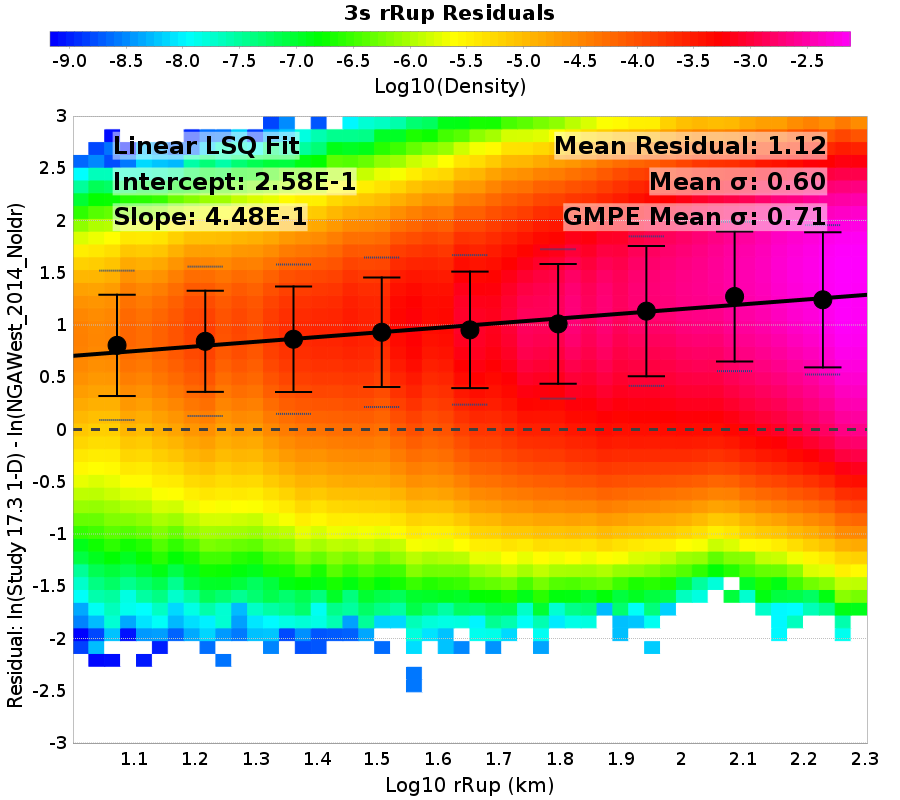 3s rRup Residuals
-9.0 -8.5 -8.0 -7.5 -7.0 -6.5 -6.0 -5.5 -5.0 -4.5 -4.0 -3.5 -3.0 -2.5
Log10(Density)
Linear LSQ Fit
Intercept: 2.58E-1
Slope: 4.48E-1
Mean Residual: 1.12
Mean σ: 0.60
GMPE Mean σ: 0.71
Residual: ln(Study 17.3 1-D) - ln(NGAWest_2014_NoIdr)
3
2.5
2
1.5
1
0.5
0
-0.5
-1
-1.5
-2
-2.5
-3
1.1 1.2 1.3 1.4 1.5 1.6 1.7 1.8 1.9 2 2.1 2.2 2.3
Log10 rRup (km)